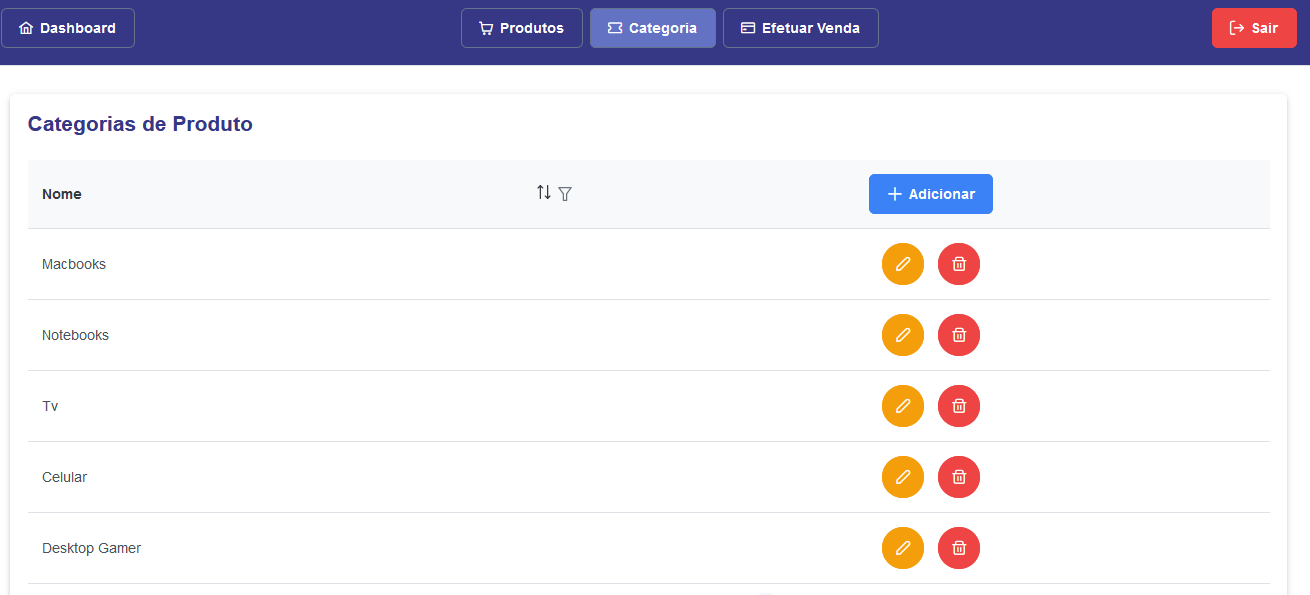 Dashboard
Produtos
Categoria
Efetuar Venda
Sair
Categorias de Produto
Nome
Adicionar
Macbooks
Notebooks
Tv
Celular
Desktop Gamer